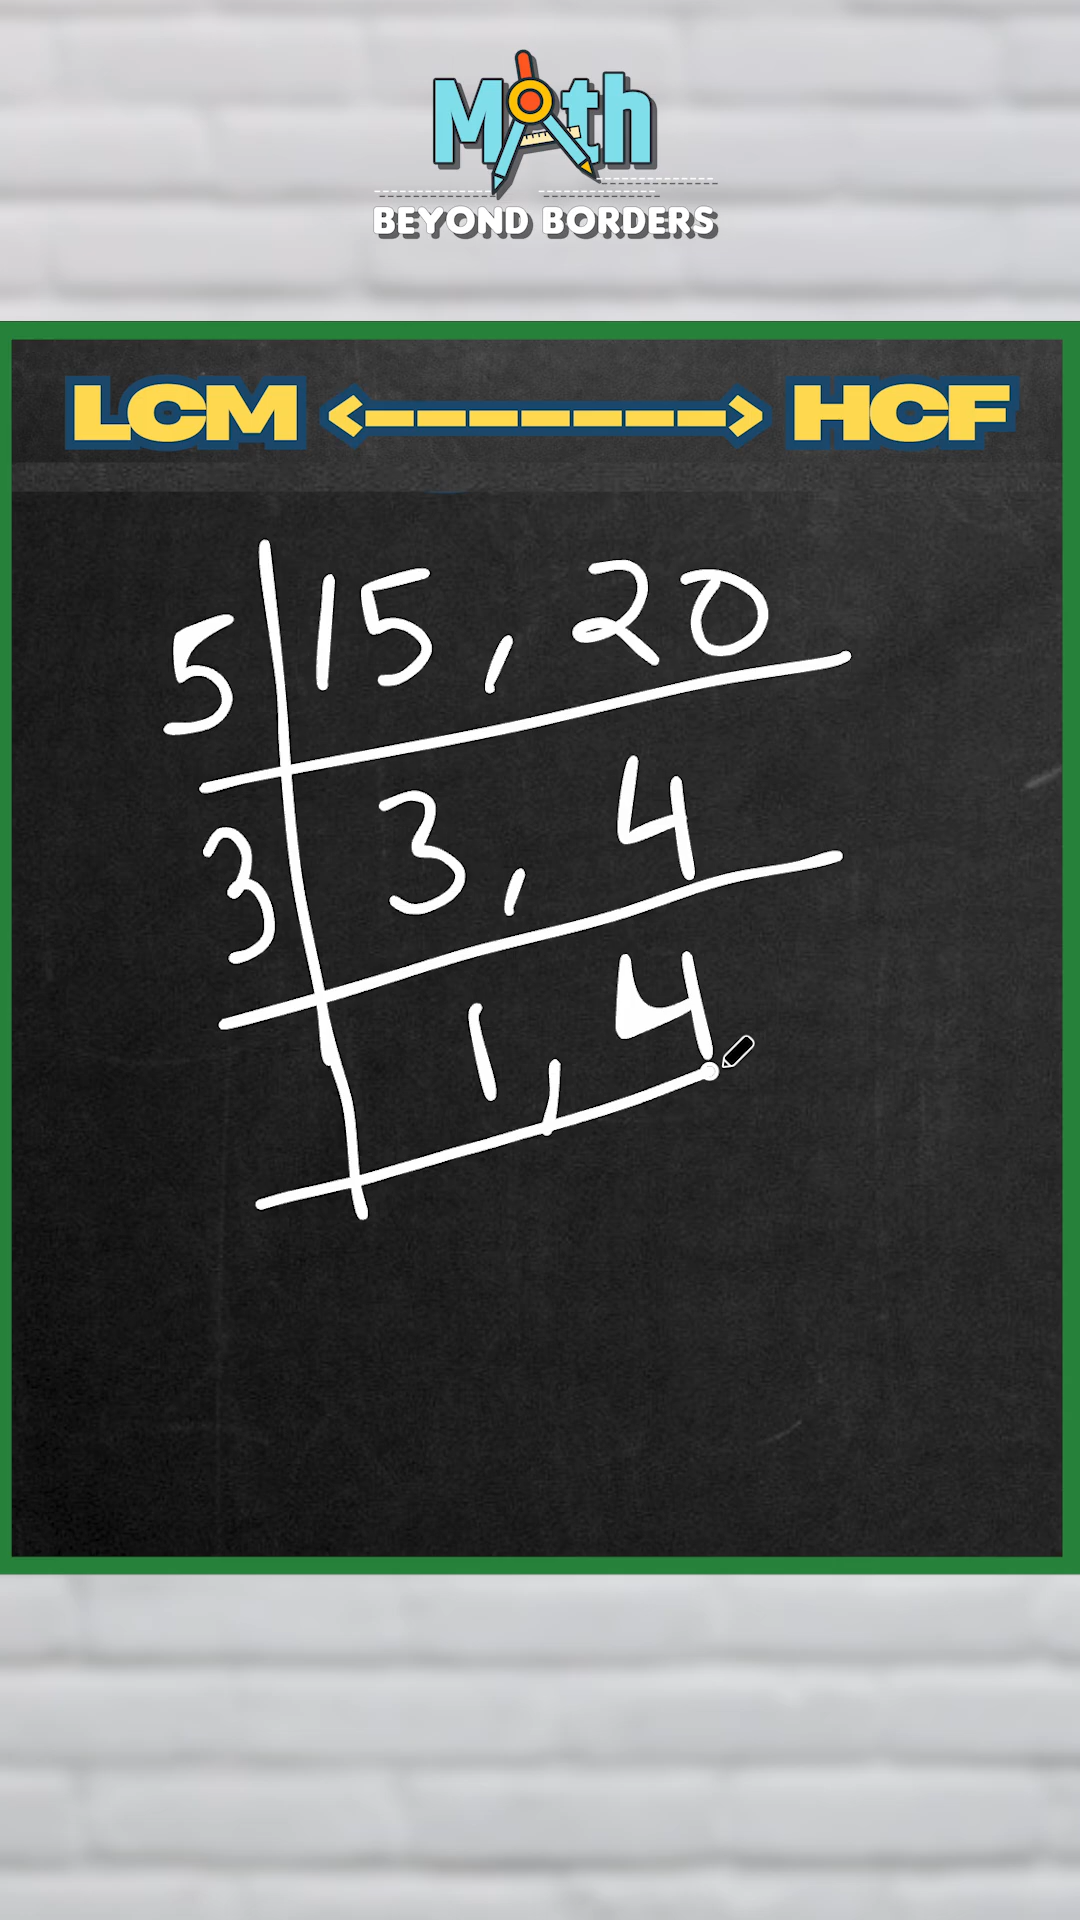 Math
BEYOND BORDERS
LCM <-------> HCF
5 | 15, 20
3 | 3, 4
1, 4